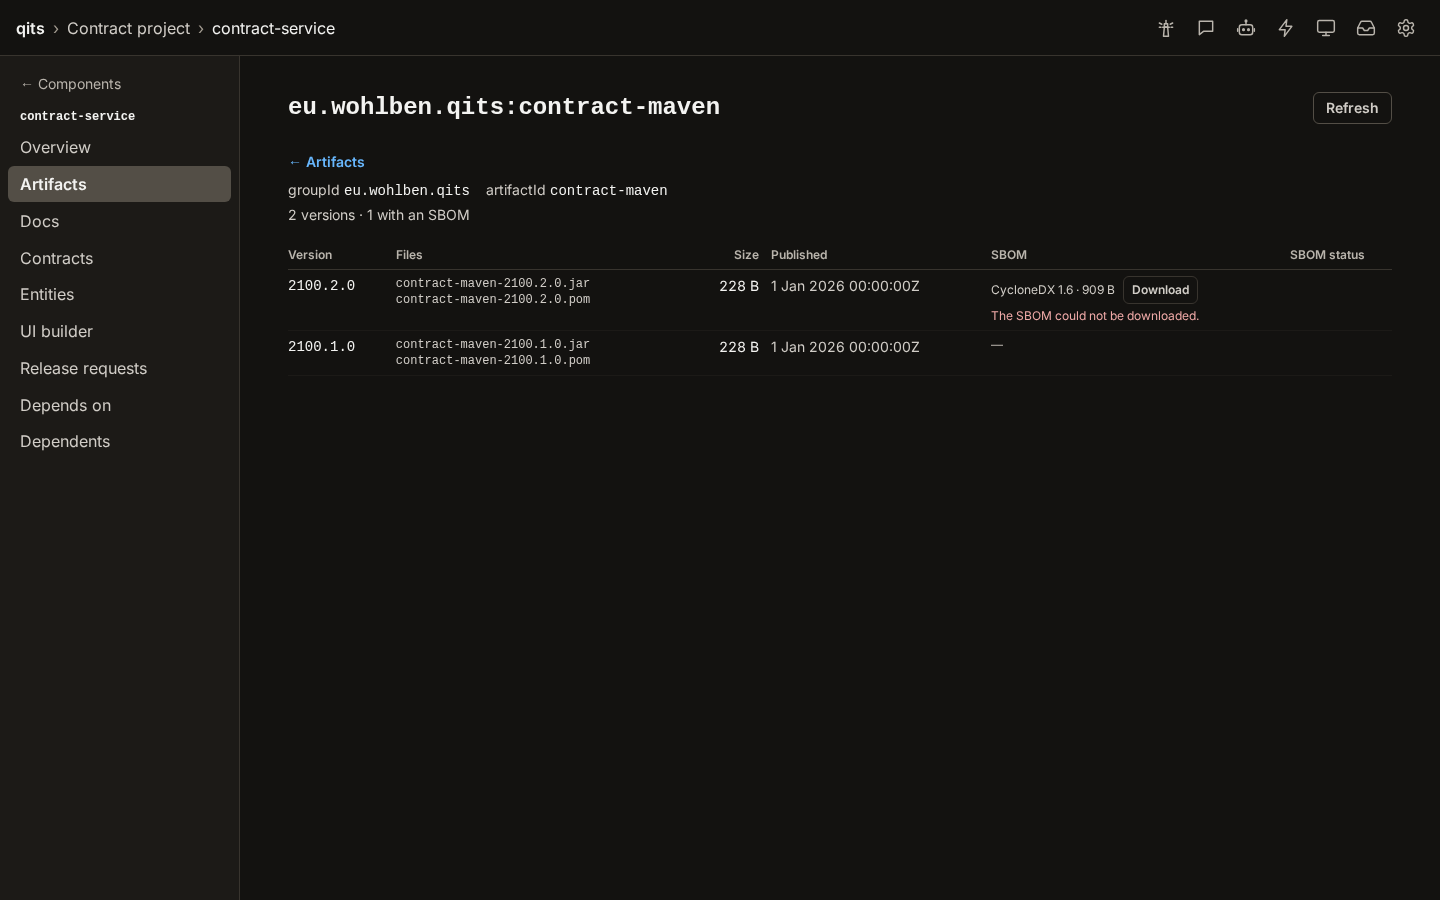 qits › Contract project › contract-service
← Components
contract-service
Overview
Artifacts
Docs
Contracts
Entities
UI builder
Release requests
Depends on
Dependents
eu.wohlben.qits:contract-maven
Refresh
← Artifacts
groupId eu.wohlben.qits artifactId contract-maven
2 versions · 1 with an SBOM
Version Files Size Published SBOM SBOM status
2100.2.0 contract-maven-2100.2.0.jar 228 B 1 Jan 2026 00:00:00Z CycloneDX 1.6 · 909 B Download
contract-maven-2100.2.0.pom
The SBOM could not be downloaded.
2100.1.0 contract-maven-2100.1.0.jar 228 B 1 Jan 2026 00:00:00Z —
contract-maven-2100.1.0.pom